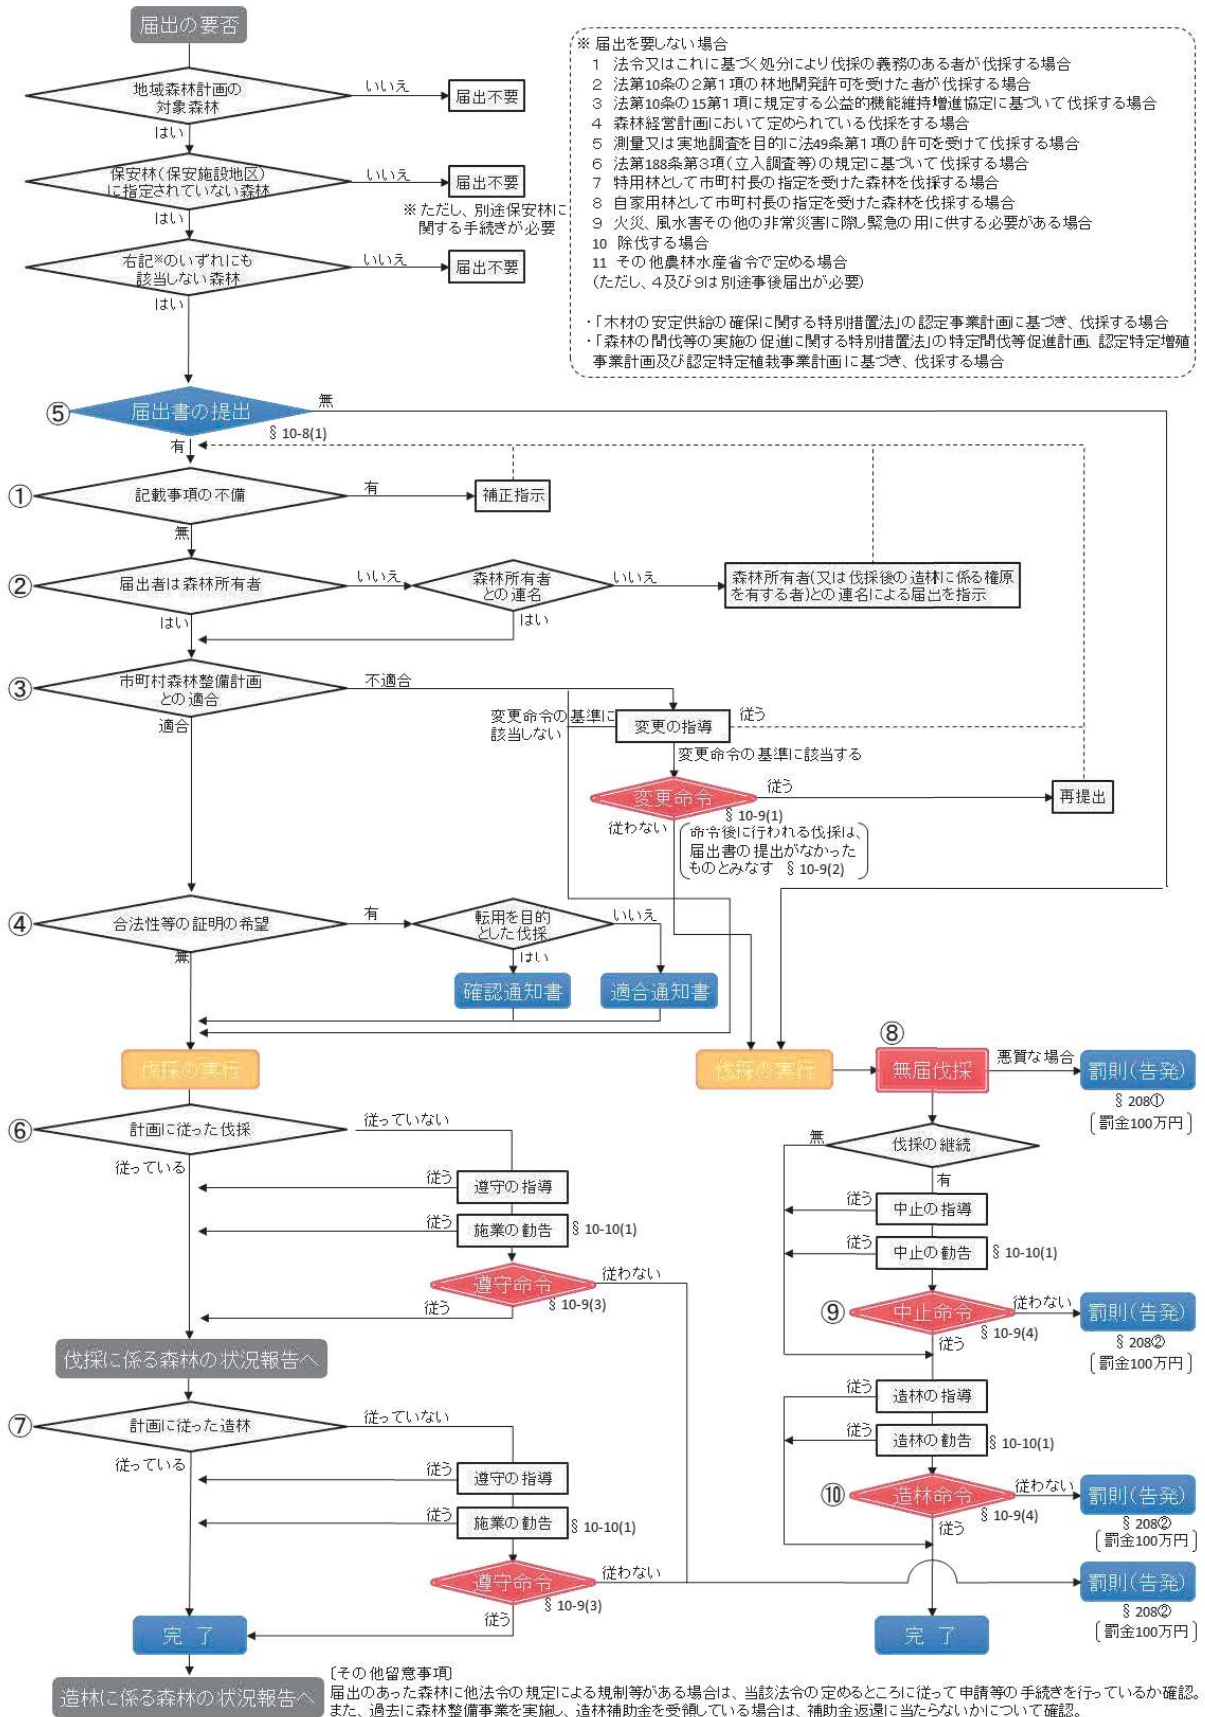 届出の要否
※ 届出を要しない場合
1 法令又はこれに基づく処分により伐採の義務のある者が伐採する場合
2 法第10条の2第1項の林地開発許可を受けた者が伐採する場合
3 法第10条の15第1項に規定する公益的機能維持増進協定に基づいて伐採する場合
4 森林経営計画において定められている伐採をする場合
5 測量又は実地調査を目的に法49条第1項の許可を受けて伐採する場合
6 法第188条第3項(立入調査等)の規定に基づいて伐採する場合
7 特用林として市町村長の指定を受けた森林を伐採する場合
8 自家用林として市町村長の指定を受けた森林を伐採する場合
9 火災、風水害その他の非常災害に際し緊急の用に供する必要がある場合
10 除伐する場合
11 その他農林水産省令で定める場合
(ただし、4及び9は別途事後届出が必要)
・「木材の安定供給の確保に関する特別措置法」の認定事業計画に基づき、伐採する場合
・「森林の間伐等の実施の促進に関する特別措置法」の特定間伐等促進計画、認定特定増殖
事業計画及び認定特定植栽事業計画に基づき、伐採する場合
地域森林計画の
対象森林
いいえ
届出不要
はい
保安林(保安施設地区)
に指定されていない森林
いいえ
届出不要
※ただし、別途保安林に
関する手続きが必要
はい
右記※のいずれにも
該当しない森林
いいえ
届出不要
はい
⑤
届出書の提出
無
§ 10-8(1)
有
①
記載事項の不備
有
補正指示
無
②
届出者は森林所有者
いいえ
森林所有者
との連名
いいえ
森林所有者(又は伐採後の造林に係る権原
を有する者)との連名による届出を指示
はい
はい
③
市町村森林整備計画
との適合
不適合
適合
変更命令の基準に
該当しない
変更の指導
従う
変更命令の基準に該当する
変更命令
従う
再提出
§ 10-9(1)
従わない
命令後に行われる伐採は、
届出書の提出がなかった
ものとみなす § 10-9(2)
④
合法性等の証明の希望
有
転用を目的
とした伐採
いいえ
無
はい
確認通知書
適合通知書
伐採の実行
伐採の実行
⑧
無届伐採
悪質な場合
罰則(告発)
§ 208①
〔罰金100万円〕
⑥
計画に従った伐採
従っていない
従っている
従う
遵守の指導
従う
施業の勧告
§ 10-10(1)
遵守命令
従わない
§ 10-9(3)
従う
伐採の継続
無
有
従う
中止の指導
従う
中止の勧告
§ 10-10(1)
⑨
中止命令
従わない
罰則(告発)
§ 10-9(4)
§ 208②
〔罰金100万円〕
従う
伐採に係る森林の状況報告へ
⑦
計画に従った造林
従っていない
従っている
従う
遵守の指導
従う
施業の勧告
§ 10-10(1)
遵守命令
従わない
§ 10-9(3)
従う
従う
造林の指導
従う
造林の勧告
§ 10-10(1)
⑩
造林命令
従わない
罰則(告発)
§ 10-9(4)
§ 208②
〔罰金100万円〕
従う
罰則(告発)
§ 208②
〔罰金100万円〕
完 了
完 了
造林に係る森林の状況報告へ
〔その他留意事項〕
届出のあった森林に他法令の規定による規制等がある場合は、当該法令の定めるところに従って申請等の手続きを行っているか確認。
また、過去に森林整備事業を実施し、造林補助金を受領している場合は、補助金返還に当たらないかについて確認。